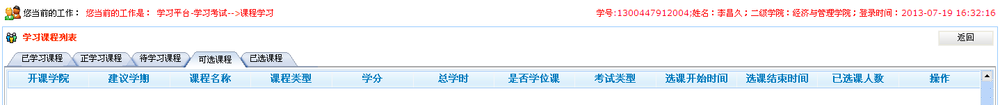 您当前的工作： 您当前的工作是： 学习平台-学习考试-->课程学习 学号:1300447912004;姓名：李昌久；二级学院：经济与管理学院；登录时间：2013-07-19 16:32:16
学习课程列表 返回
已学习课程 正学习课程 待学习课程 可选课程 已选课程
开课学院 建议学期 课程名称 课程类型 学分 总学时 是否学位课 考试类型 选课开始时间 选课结束时间 已选课人数 操作